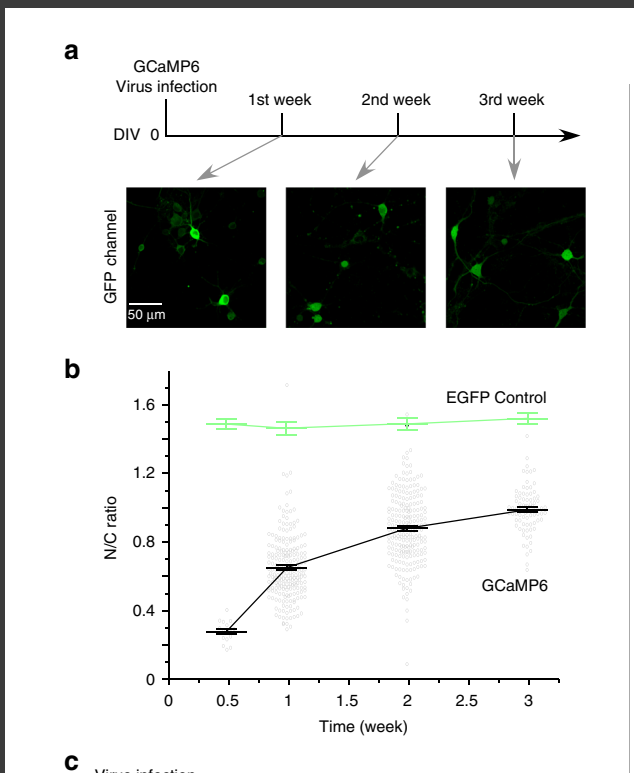 a
GCaMP6
Virus infection
1st week
2nd week
3rd week
DIV 0
GFP channel
50 μm
b
1.6
1.2
0.8
0.4
0
N/C ratio
EGFP Control
GCaMP6
0 0.5 1 1.5 2 2.5 3
Time (week)
c
Virus infection